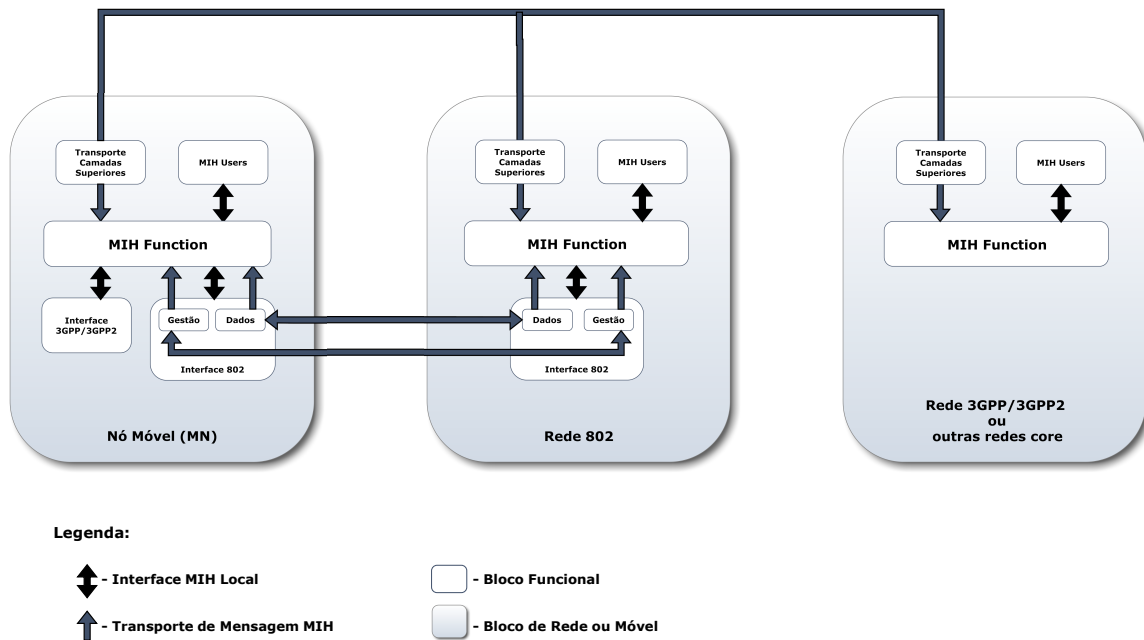 Transporte
Camadas
Superiores
MIH Users
MIH Function
Interface
3GPP/3GPP2
Gestão
Dados
Interface 802
Nó Móvel (MN)
Transporte
Camadas
Superiores
MIH Users
MIH Function
Dados
Gestão
Interface 802
Rede 802
Transporte
Camadas
Superiores
MIH Users
MIH Function
Rede 3GPP/3GPP2
ou
outras redes core
Legenda:
- Interface MIH Local
- Bloco Funcional
- Transporte de Mensagem MIH
- Bloco de Rede ou Móvel